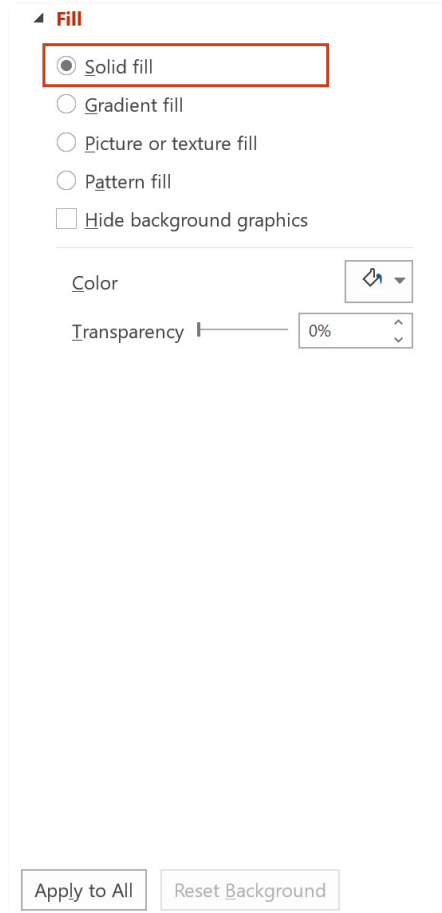 Fill
Solid fill
Gradient fill
Picture or texture fill
Pattern fill
Hide background graphics
Color
Transparency 0%
Apply to All Reset Background